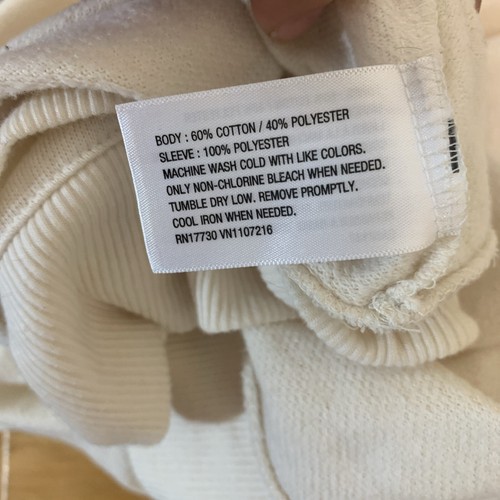 BODY : 60% COTTON / 40% POLYESTER
SLEEVE : 100% POLYESTER
MACHINE WASH COLD WITH LIKE COLORS.
ONLY NON-CHLORINE BLEACH WHEN NEEDED.
TUMBLE DRY LOW. REMOVE PROMPTLY.
COOL IRON WHEN NEEDED.
RN17730 VN1107216